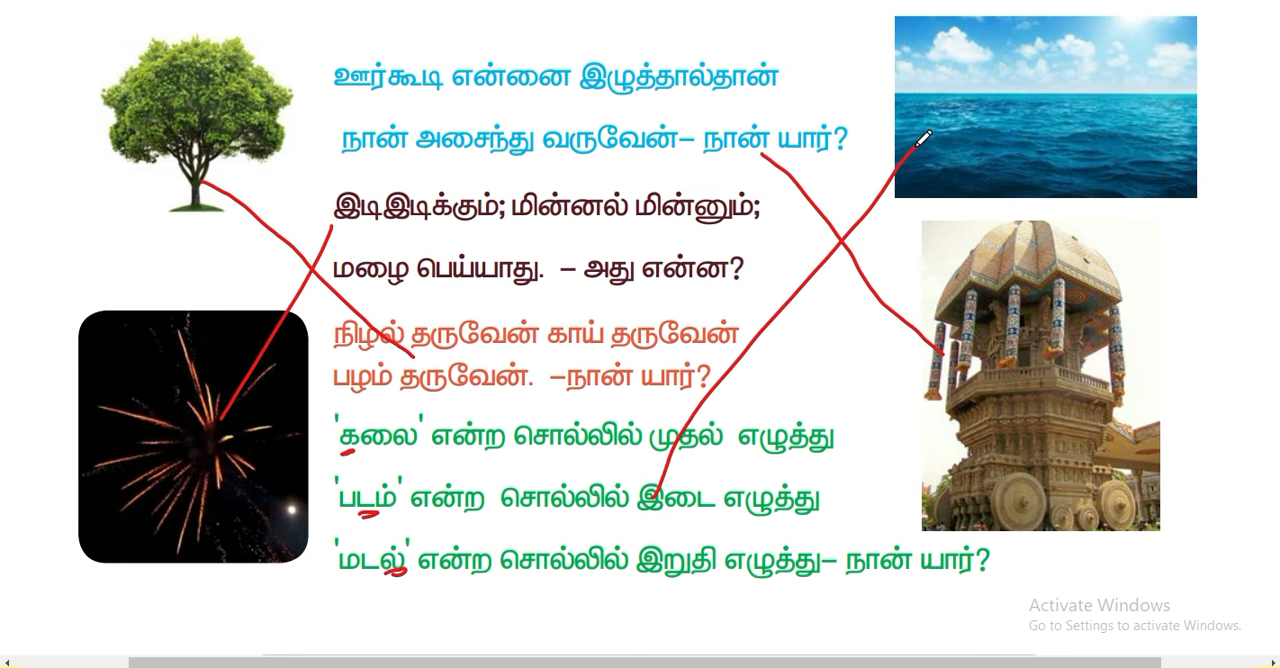 ஊர்கூடி என்னை இழுத்தால்தான்
நான் அசைந்து வருவேன்– நான் யார்?
இடிஇடிக்கும்; மின்னல் மின்னும்;
மழை பெய்யாது. – அது என்ன?
நிழல் தருவேன் காய் தருவேன்
பழம் தருவேன். –நான் யார்?
'கலை' என்ற சொல்லில் முதல் எழுத்து
'படம்' என்ற சொல்லில் இடை எழுத்து
'மடல்' என்ற சொல்லில் இறுதி எழுத்து– நான் யார்?
Activate Windows
Go to Settings to activate Windows.